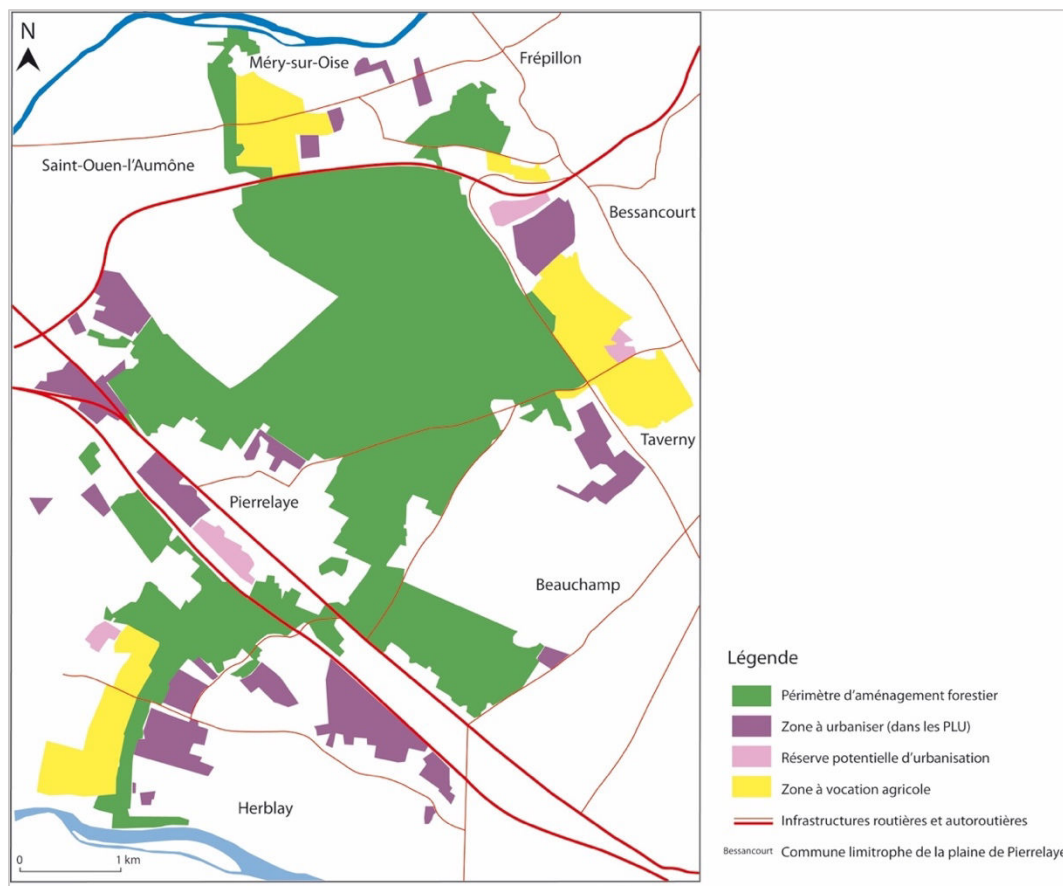 N
Méry-sur-Oise
Frépillon
Saint-Ouen-l'Aumône
Bessancourt
Taverny
Pierrelaye
Beauchamp
Herblay
0 1 km
Légende
Périmètre d'aménagement forestier
Zone à urbaniser (dans les PLU)
Réserve potentielle d'urbanisation
Zone à vocation agricole
Infrastructures routières et autoroutières
Bessancourt Commune limitrophe de la plaine de Pierrelaye